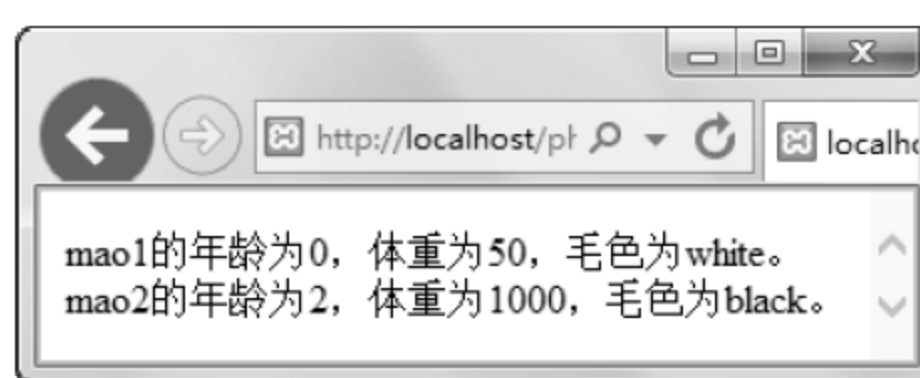 http://localhost/ph
localho
mao1的年龄为0，体重为50，毛色为white。
mao2的年龄为2，体重为1000，毛色为black。